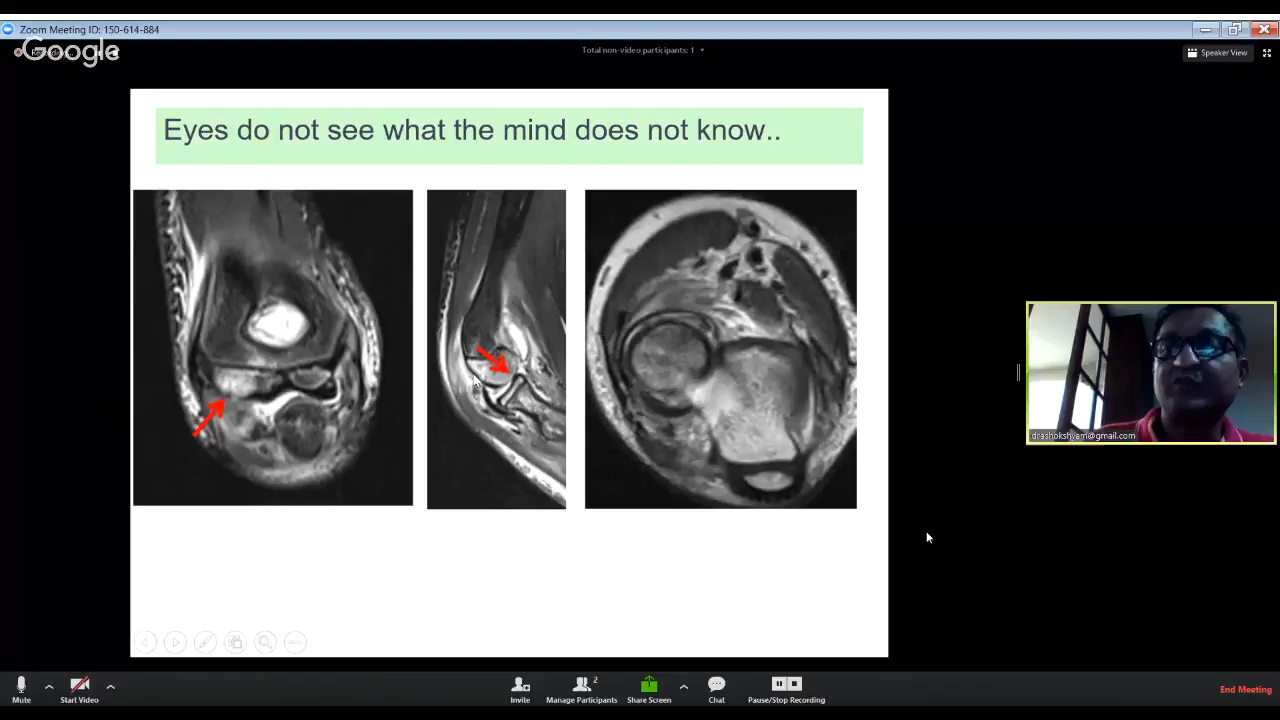 Zoom Meeting ID: 150-614-884
Google
Total non-video participants: 1
Speaker View
Eyes do not see what the mind does not know..
drashokshyam@gmail.com
Mute
Start Video
Invite
2
Manage Participants
Share Screen
Chat
Pause/Stop Recording
End Meeting